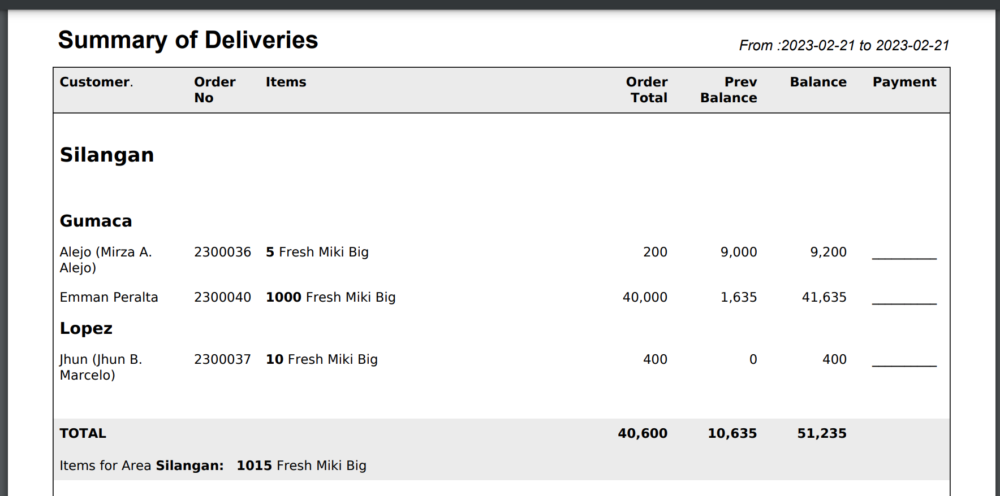 Summary of Deliveries
From :2023-02-21 to 2023-02-21
Customer. Order No Items Order Total Prev Balance Balance Payment
Silangan
Gumaca
Alejo (Mirza A. Alejo) 2300036 5 Fresh Miki Big 200 9,000 9,200 __________
Emman Peralta 2300040 1000 Fresh Miki Big 40,000 1,635 41,635 __________
Lopez
Jhun (Jhun B. Marcelo) 2300037 10 Fresh Miki Big 400 0 400 __________
TOTAL 40,600 10,635 51,235
Items for Area Silangan: 1015 Fresh Miki Big